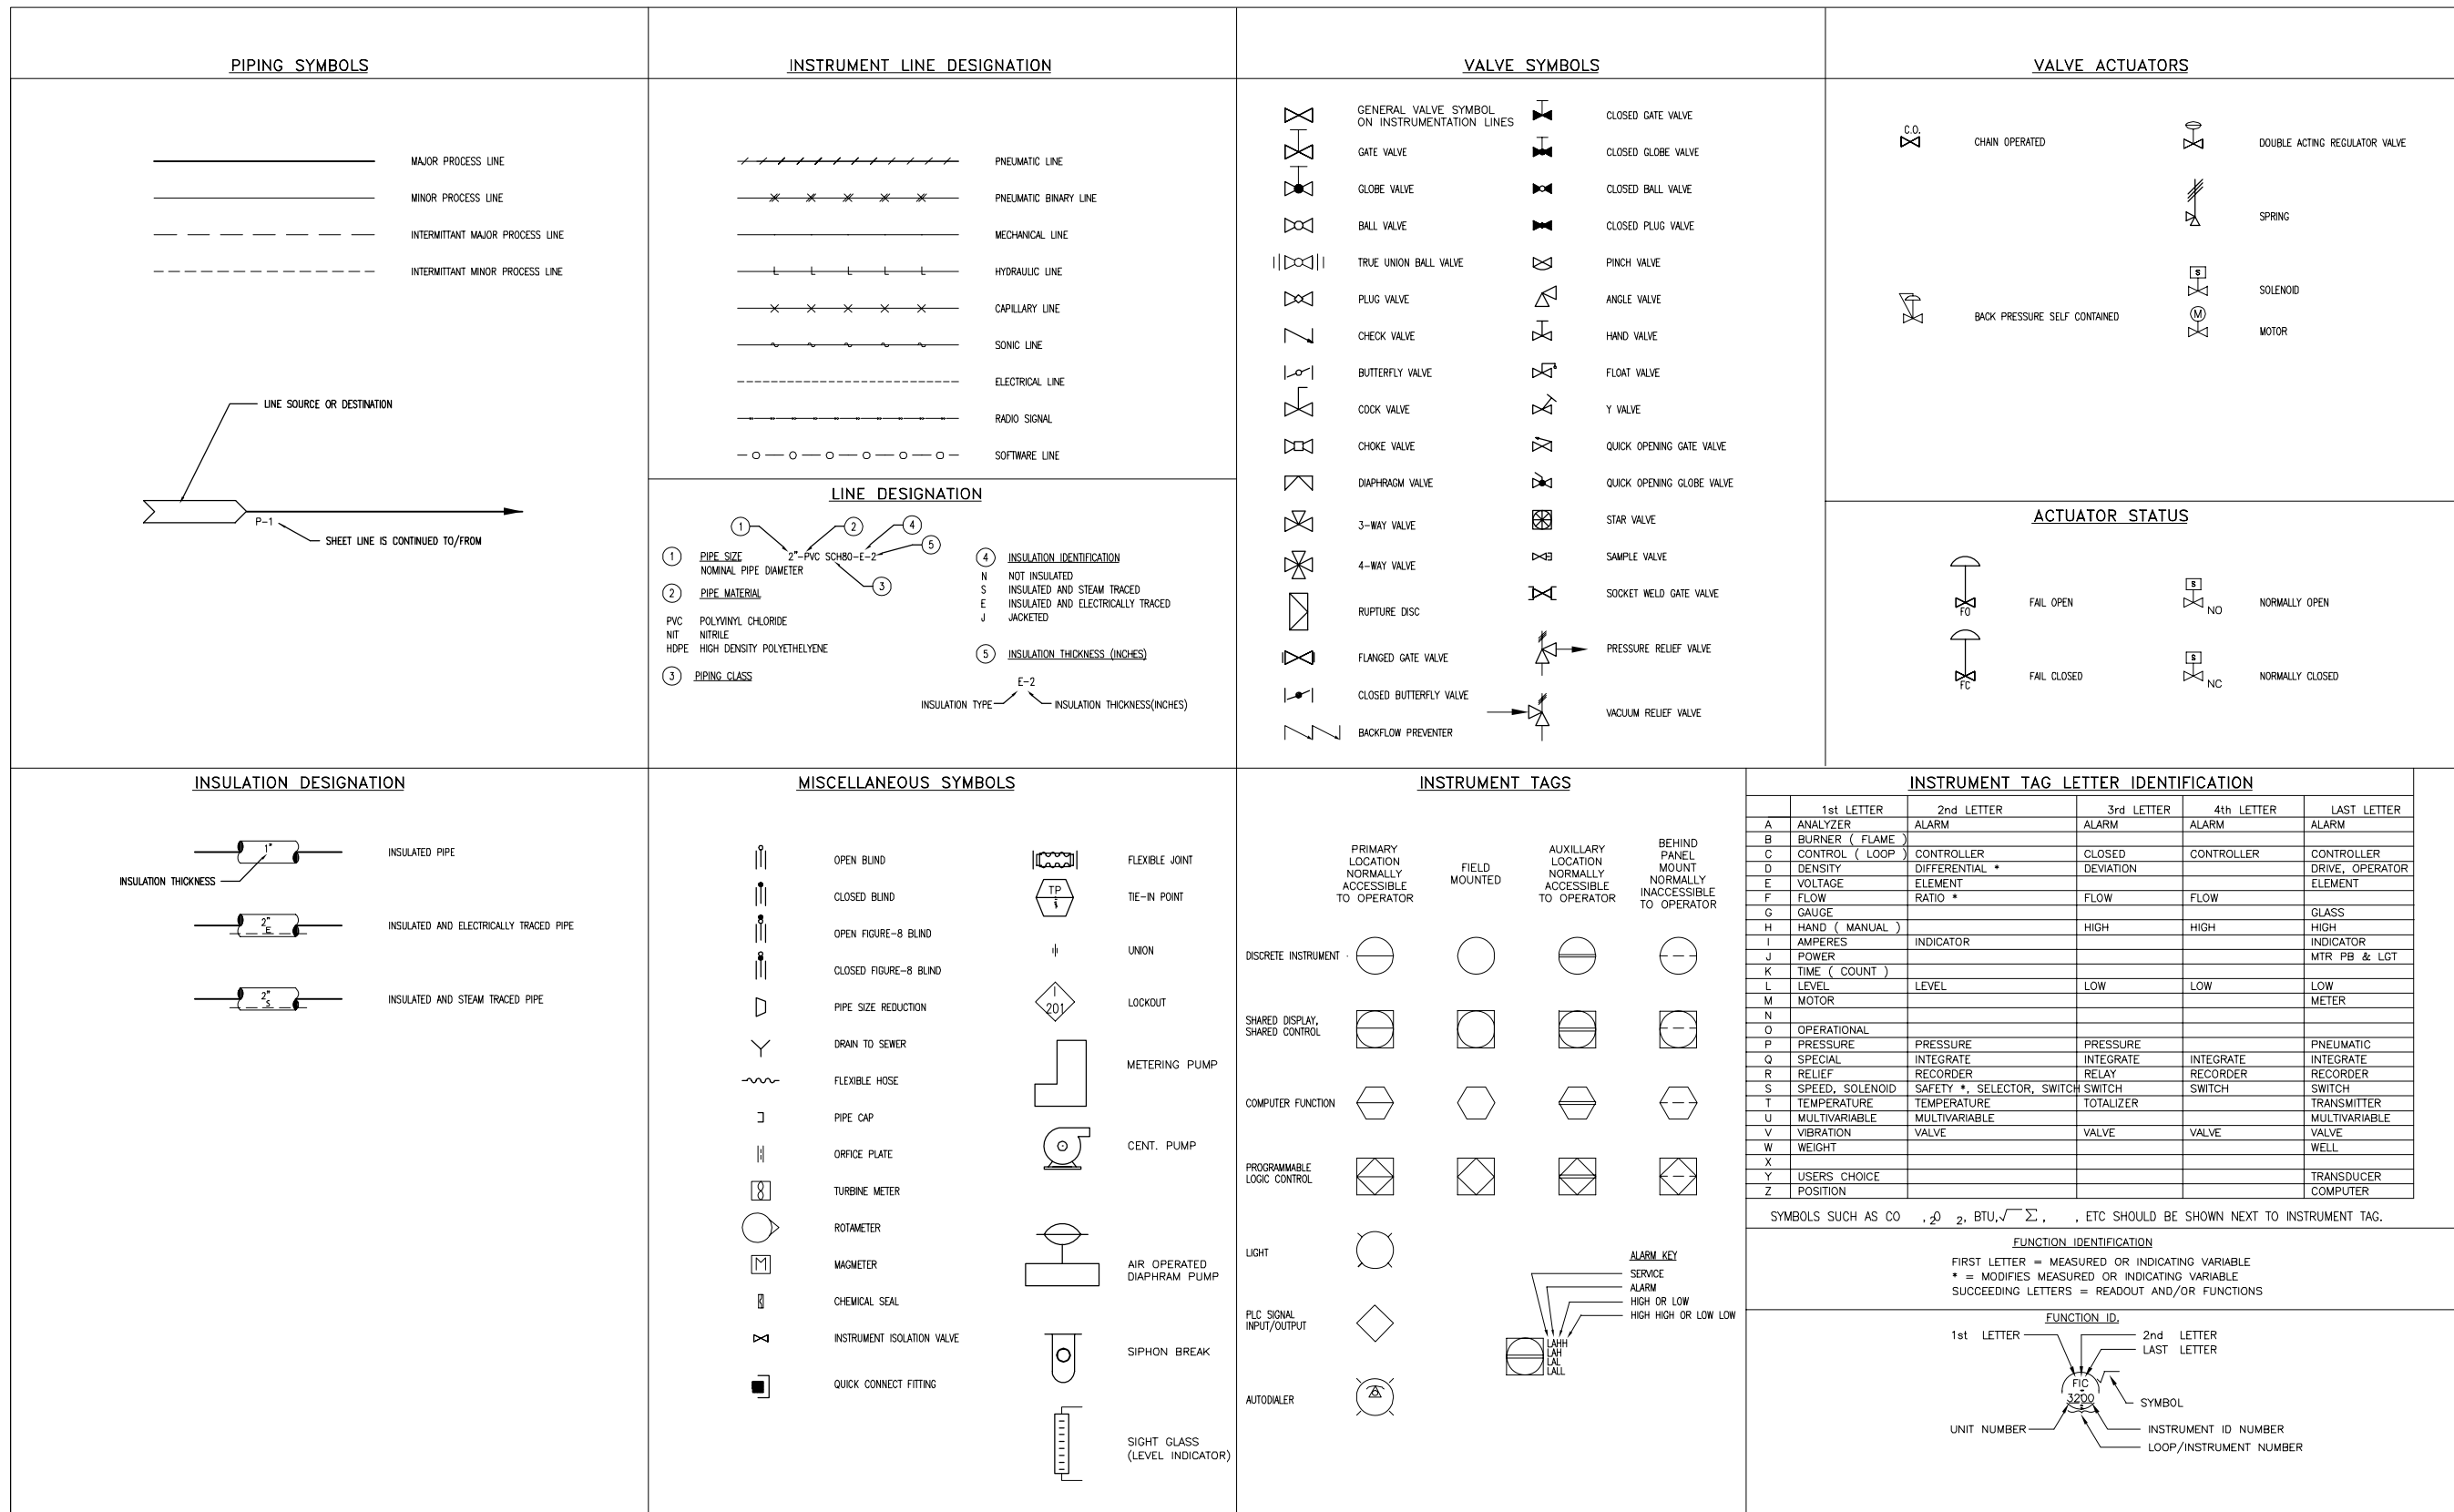 PIPING SYMBOLS
MAJOR PROCESS LINE
MINOR PROCESS LINE
INTERMITTANT MAJOR PROCESS LINE
INTERMITTANT MINOR PROCESS LINE
LINE SOURCE OR DESTINATION
P-1
SHEET LINE IS CONTINUED TO/FROM
INSTRUMENT LINE DESIGNATION
PNEUMATIC LINE
PNEUMATIC BINARY LINE
MECHANICAL LINE
HYDRAULIC LINE
CAPILLARY LINE
SONIC LINE
ELECTRICAL LINE
RADIO SIGNAL
SOFTWARE LINE
LINE DESIGNATION
1 2 4
5
2"-PVC SCH80-E-2
3
1 PIPE SIZE
NOMINAL PIPE DIAMETER
2 PIPE MATERIAL
PVC POLYVINYL CHLORIDE
NIT NITRILE
HDPE HIGH DENSITY POLYETHELYENE
3 PIPING CLASS
4 INSULATION IDENTIFICATION
N NOT INSULATED
S INSULATED AND STEAM TRACED
E INSULATED AND ELECTRICALLY TRACED
J JACKETED
5 INSULATION THICKNESS (INCHES)
E-2
INSULATION TYPE INSULATION THICKNESS(INCHES)
VALVE SYMBOLS
GENERAL VALVE SYMBOL
ON INSTRUMENTATION LINES
GATE VALVE
GLOBE VALVE
BALL VALVE
TRUE UNION BALL VALVE
PLUG VALVE
CHECK VALVE
BUTTERFLY VALVE
COCK VALVE
CHOKE VALVE
DIAPHRAGM VALVE
3-WAY VALVE
4-WAY VALVE
RUPTURE DISC
FLANGED GATE VALVE
CLOSED BUTTERFLY VALVE
BACKFLOW PREVENTER
CLOSED GATE VALVE
CLOSED GLOBE VALVE
CLOSED BALL VALVE
CLOSED PLUG VALVE
PINCH VALVE
ANGLE VALVE
HAND VALVE
FLOAT VALVE
Y VALVE
QUICK OPENING GATE VALVE
QUICK OPENING GLOBE VALVE
STAR VALVE
SAMPLE VALVE
SOCKET WELD GATE VALVE
PRESSURE RELIEF VALVE
VACUUM RELIEF VALVE
VALVE ACTUATORS
C.O.
CHAIN OPERATED
BACK PRESSURE SELF CONTAINED
DOUBLE ACTING REGULATOR VALVE
SPRING
S
SOLENOID
M
MOTOR
ACTUATOR STATUS
FO
FAIL OPEN
FC
FAIL CLOSED
S
NO
NORMALLY OPEN
S
NC
NORMALLY CLOSED
INSULATION DESIGNATION
1"
INSULATED PIPE
INSULATION THICKNESS
2"
E
INSULATED AND ELECTRICALLY TRACED PIPE
2"
S
INSULATED AND STEAM TRACED PIPE
MISCELLANEOUS SYMBOLS
OPEN BLIND
CLOSED BLIND
OPEN FIGURE-8 BLIND
CLOSED FIGURE-8 BLIND
PIPE SIZE REDUCTION
DRAIN TO SEWER
FLEXIBLE HOSE
PIPE CAP
ORFICE PLATE
TURBINE METER
ROTAMETER
M
MAGMETER
CHEMICAL SEAL
INSTRUMENT ISOLATION VALVE
QUICK CONNECT FITTING
FLEXIBLE JOINT
TP
TIE-IN POINT
UNION
I
201
LOCKOUT
METERING PUMP
CENT. PUMP
AIR OPERATED
DIAPHRAM PUMP
SIPHON BREAK
SIGHT GLASS
(LEVEL INDICATOR)
INSTRUMENT TAGS
PRIMARY
LOCATION
NORMALLY
ACCESSIBLE
TO OPERATOR
FIELD
MOUNTED
AUXILLARY
LOCATION
NORMALLY
ACCESSIBLE
TO OPERATOR
BEHIND
PANEL
MOUNT
NORMALLY
INACCESSIBLE
TO OPERATOR
DISCRETE INSTRUMENT
SHARED DISPLAY,
SHARED CONTROL
COMPUTER FUNCTION
PROGRAMMABLE
LOGIC CONTROL
LIGHT
PLC SIGNAL
INPUT/OUTPUT
AUTODIALER
ALARM KEY
SERVICE
ALARM
HIGH OR LOW
HIGH HIGH OR LOW LOW
LAHH
LAH
LAL
LALL
INSTRUMENT TAG LETTER IDENTIFICATION
1st LETTER 2nd LETTER 3rd LETTER 4th LETTER LAST LETTER
A ANALYZER ALARM ALARM ALARM ALARM
B BURNER ( FLAME )
C CONTROL ( LOOP ) CONTROLLER CLOSED CONTROLLER CONTROLLER
D DENSITY DIFFERENTIAL * DEVIATION DRIVE, OPERATOR
E VOLTAGE ELEMENT ELEMENT
F FLOW RATIO * FLOW FLOW
G GAUGE GLASS
H HAND ( MANUAL ) HIGH HIGH HIGH
I AMPERES INDICATOR INDICATOR
J POWER MTR PB & LGT
K TIME ( COUNT )
L LEVEL LEVEL LOW LOW LOW
M MOTOR METER
N
O OPERATIONAL
P PRESSURE PRESSURE PRESSURE PNEUMATIC
Q SPECIAL INTEGRATE INTEGRATE INTEGRATE INTEGRATE
R RELIEF RECORDER RELAY RECORDER RECORDER
S SPEED, SOLENOID SAFETY *, SELECTOR, SWITCH SWITCH SWITCH SWITCH
T TEMPERATURE TEMPERATURE TOTALIZER TRANSMITTER
U MULTIVARIABLE MULTIVARIABLE MULTIVARIABLE
V VIBRATION VALVE VALVE VALVE VALVE
W WEIGHT WELL
X
Y USERS CHOICE TRANSDUCER
Z POSITION COMPUTER
SYMBOLS SUCH AS CO , 2O 2, BTU,√ Σ , , ETC SHOULD BE SHOWN NEXT TO INSTRUMENT TAG.
FUNCTION IDENTIFICATION
FIRST LETTER = MEASURED OR INDICATING VARIABLE
* = MODIFIES MEASURED OR INDICATING VARIABLE
SUCCEEDING LETTERS = READOUT AND/OR FUNCTIONS
FUNCTION ID.
1st LETTER 2nd LETTER
LAST LETTER
FIC
3200
SYMBOL
UNIT NUMBER INSTRUMENT ID NUMBER
LOOP/INSTRUMENT NUMBER